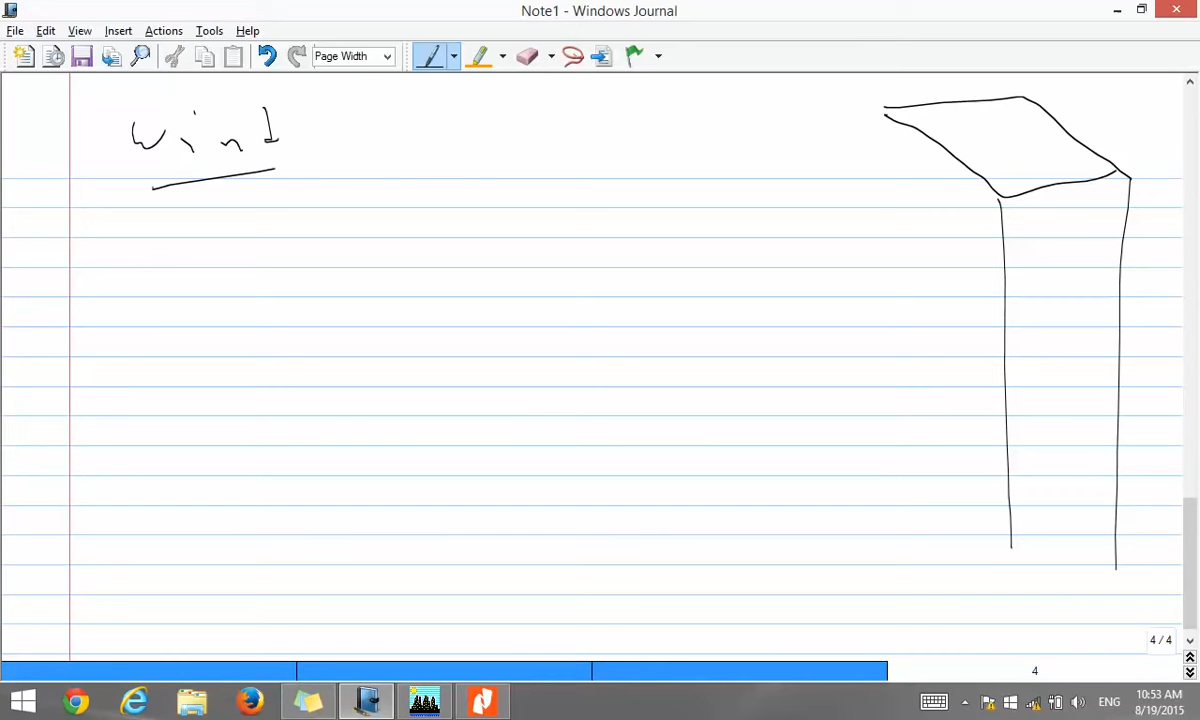 Note1 - Windows Journal
File Edit View Insert Actions Tools Help
Page Width
Wind
4 / 4
4
ENG
10:53 AM
8/19/2015